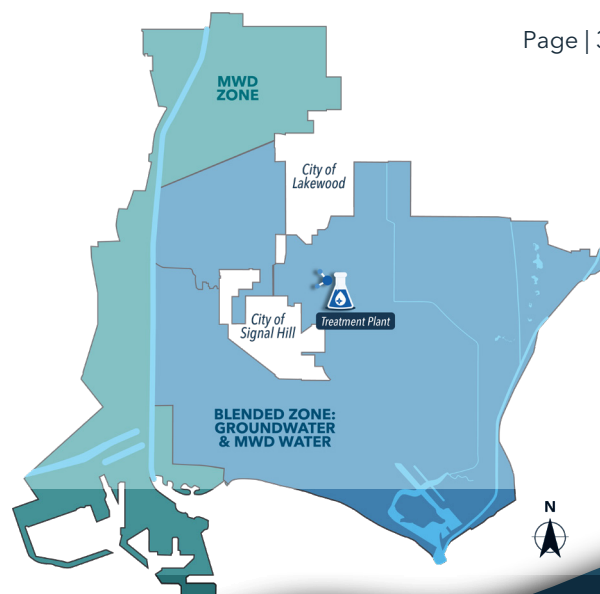 Page | 3
MWD
ZONE
City of
Lakewood
City of
Signal Hill
Treatment Plant
BLENDED ZONE:
GROUNDWATER
& MWD WATER
N